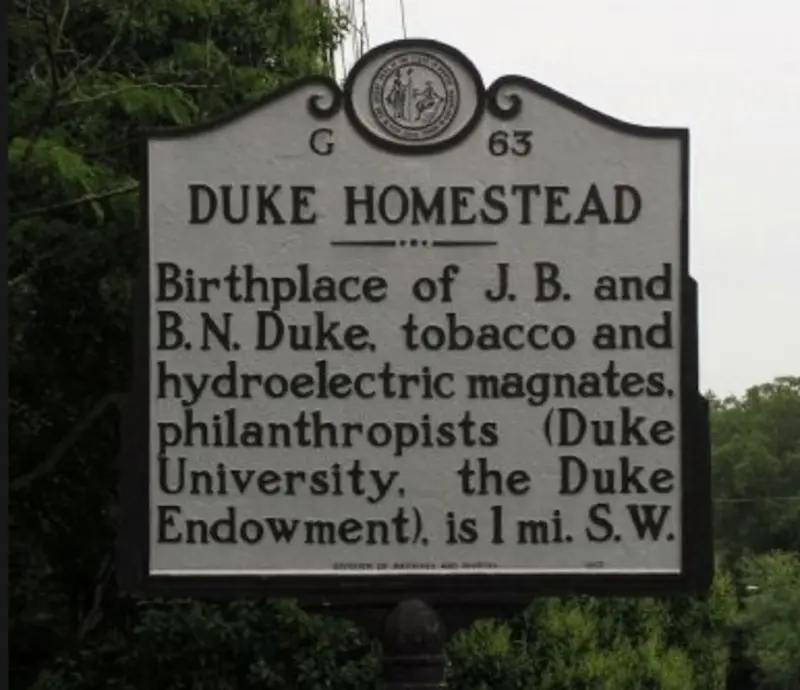 G 63
DUKE HOMESTEAD
Birthplace of J. B. and
B. N. Duke, tobacco and
hydroelectric magnates,
philanthropists (Duke
University, the Duke
Endowment), is 1 mi. S.W.